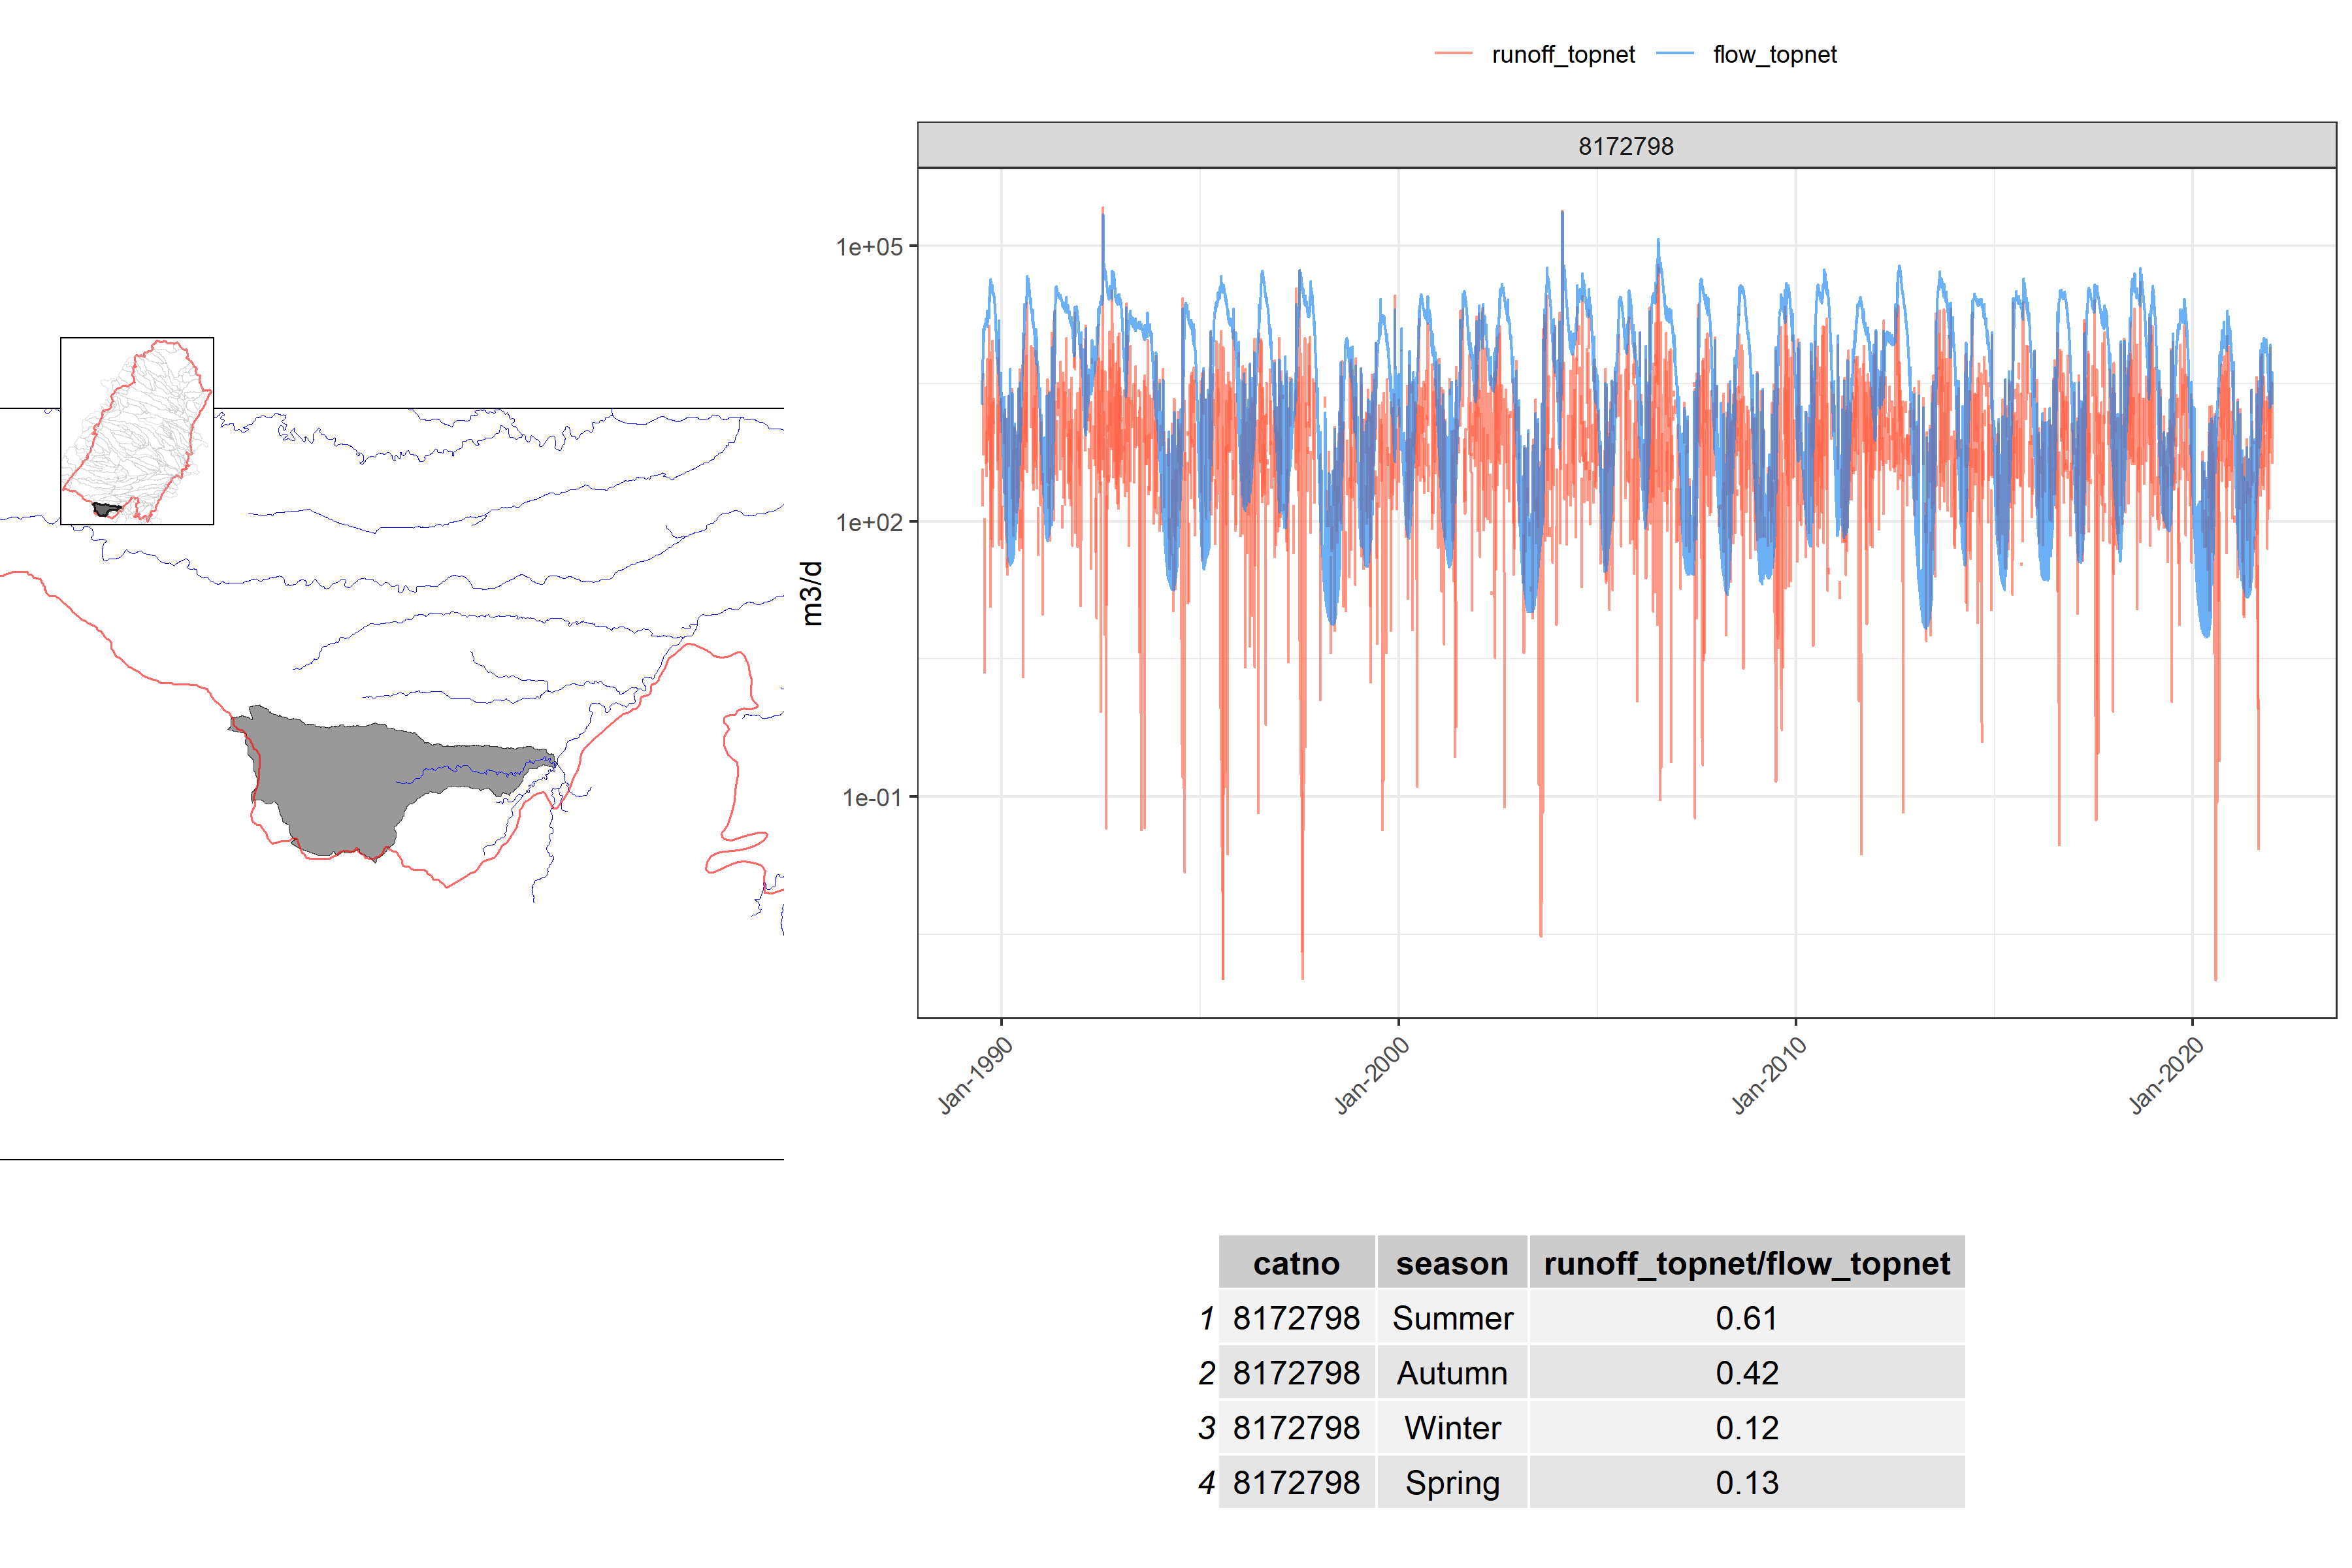 runoff_topnet flow_topnet
8172798
1e+05
1e+02
1e-01
m3/d
Jan-1990 Jan-2000 Jan-2010 Jan-2020
catno season runoff_topnet/flow_topnet
1 8172798 Summer 0.61
2 8172798 Autumn 0.42
3 8172798 Winter 0.12
4 8172798 Spring 0.13